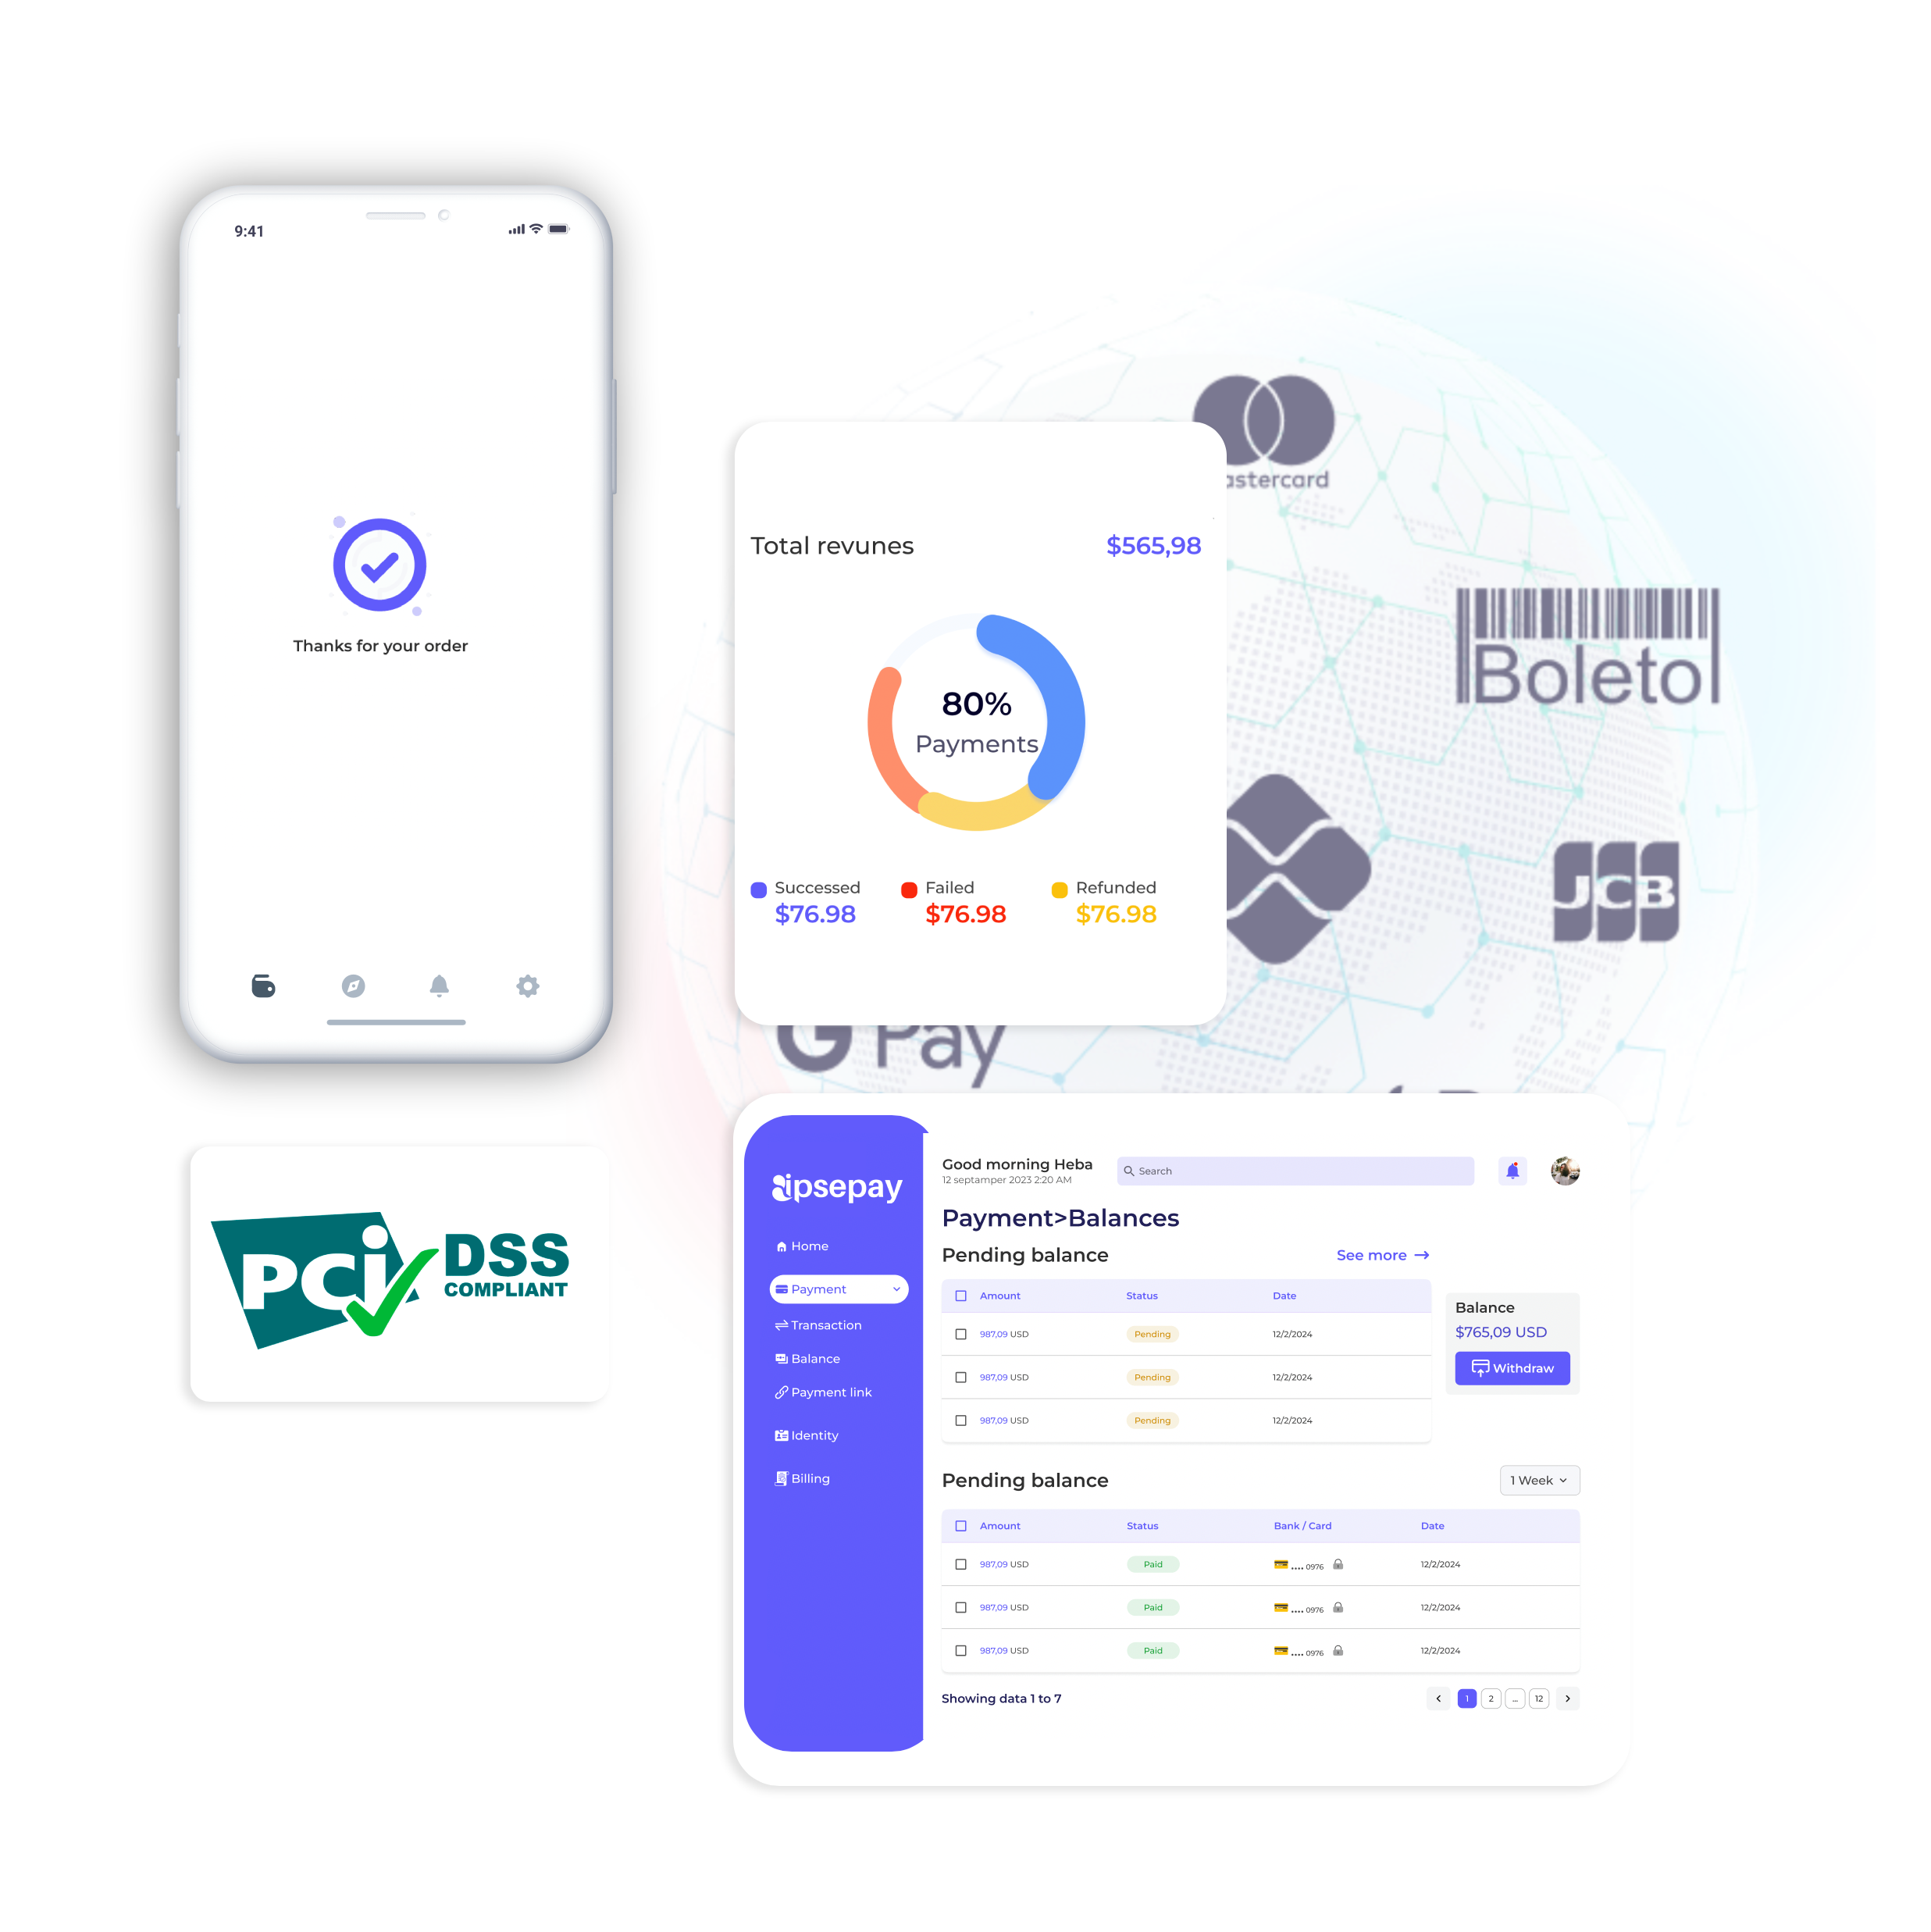 9:41
Thanks for your order
PCi DSS
COMPLIANT
astercard
Boleto
JCB
Total revunes $565,98
80%
Payments
Successed Failed Refunded
$76.98 $76.98 $76.98
G Pay
ipsepay
Home
Payment
Transaction
Balance
Payment link
Identity
Billing
Good morning Heba
12 septamper 2023 2:20 AM
Search
Payment>Balances
Pending balance See more →
Amount Status Date
987,09 USD Pending 12/2/2024
987,09 USD Pending 12/2/2024
987,09 USD Pending 12/2/2024
Balance
$765,09 USD
Withdraw
Pending balance 1 Week
Amount Status Bank / Card Date
987,09 USD Paid .... 0976 12/2/2024
987,09 USD Paid .... 0976 12/2/2024
987,09 USD Paid .... 0976 12/2/2024
Showing data 1 to 7 < 1 2 ... 12 >